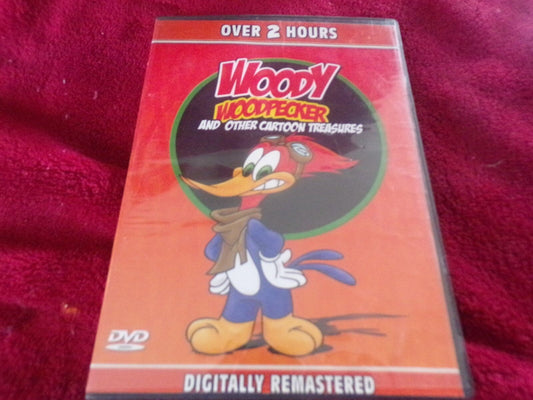 OVER 2 HOURS
WOODY
WOODPECKER
AND OTHER CARTOON TREASURES
DVD
DIGITALLY REMASTERED